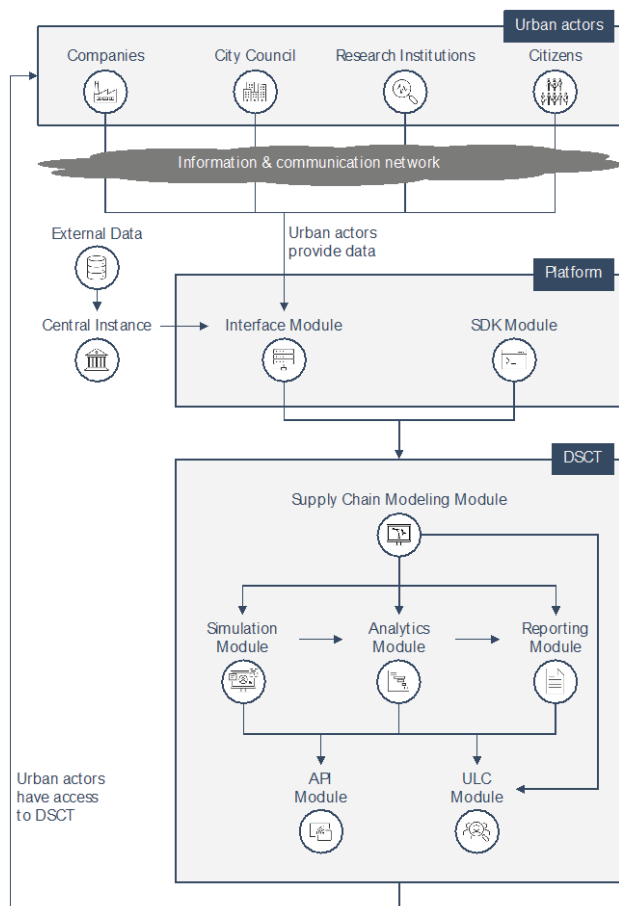 Urban actors
Companies
City Council
Research Institutions
Citizens
Information & communication network
External Data
Urban actors
provide data
Platform
Central Instance
Interface Module
SDK Module
DSCT
Supply Chain Modeling Module
Simulation
Module
Analytics
Module
Reporting
Module
Urban actors
have access
to DSCT
API
Module
ULC
Module